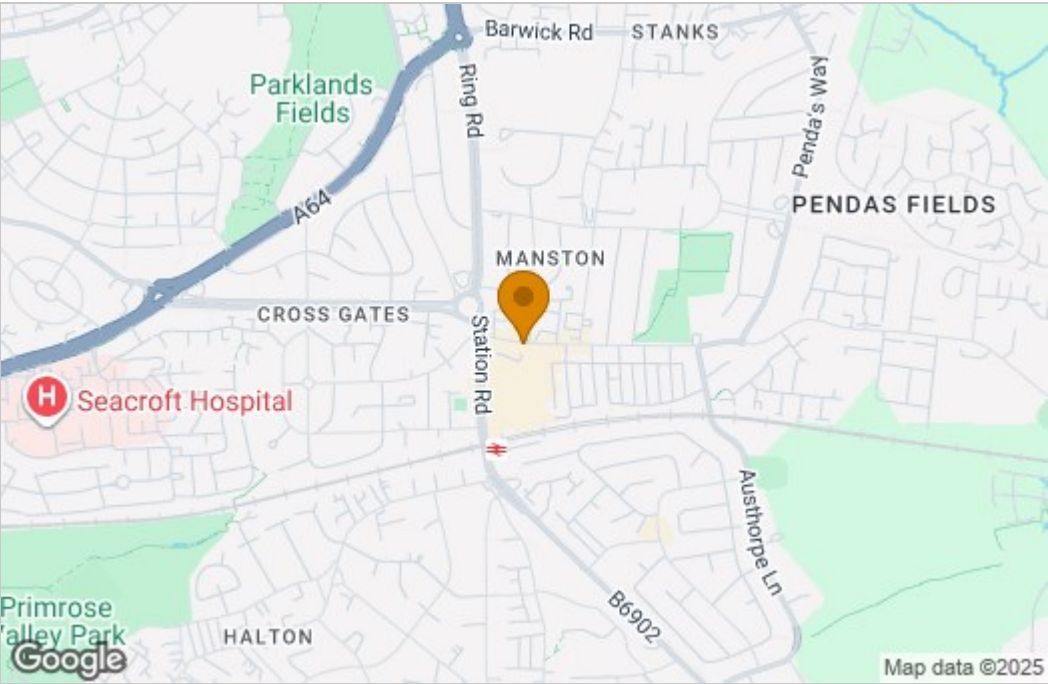 Barwick Rd
STANKS
Parklands
Fields
Ring Rd
Penda's Way
A64
PENDAS FIELDS
MANSTON
CROSS GATES
Station Rd
H
Seacroft Hospital
Austhorpe Ln
Primrose
alley Park
HALTON
B6902
Google
Map data ©2025